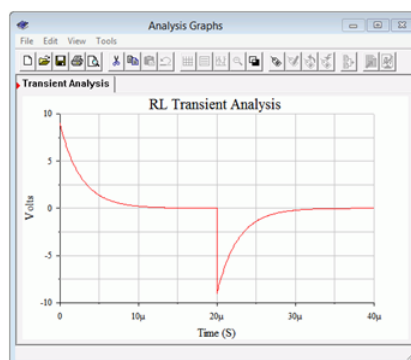 Analysis Graphs
File Edit View Tools
Transient Analysis
RL Transient Analysis
10
5
0
-5
-10
Volts
0 10µ 20µ 30µ 40µ
Time (S)